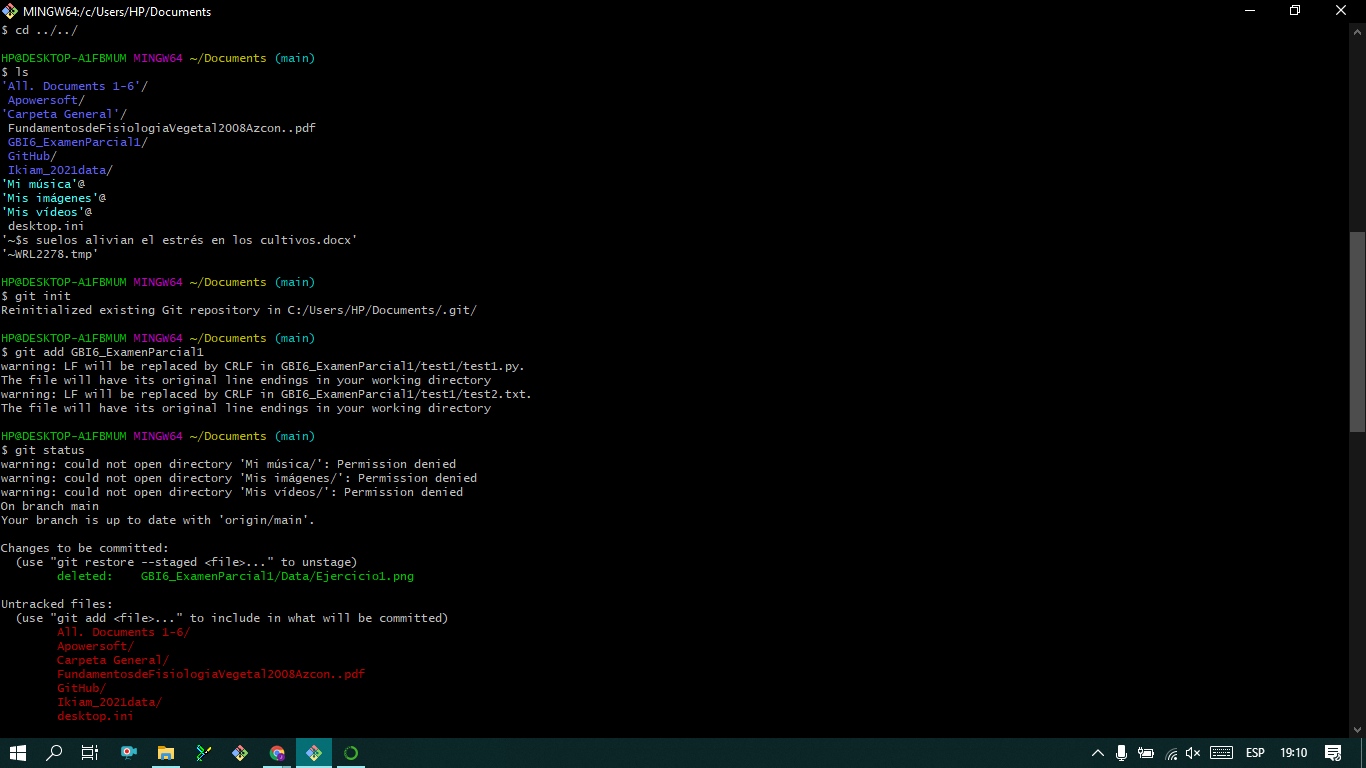 MINGW64:/c/Users/HP/Documents
$ cd ../../
HP@DESKTOP-A1FBMUM MINGW64 ~/Documents (main)
$ ls
'All. Documents 1-6'/
Apowersoft/
'Carpeta General'/
FundamentosdeFisiologiaVegetal2008Azcon..pdf
GBI6_ExamenParcial1/
GitHub/
Ikiam_2021data/
'Mi música'@
'Mis imágenes'@
'Mis vídeos'@
desktop.ini
'~$s suelos alivian el estrés en los cultivos.docx'
'~WRL2278.tmp'
HP@DESKTOP-A1FBMUM MINGW64 ~/Documents (main)
$ git init
Reinitialized existing Git repository in C:/Users/HP/Documents/.git/
HP@DESKTOP-A1FBMUM MINGW64 ~/Documents (main)
$ git add GBI6_ExamenParcial1
warning: LF will be replaced by CRLF in GBI6_ExamenParcial1/test1/test1.py.
The file will have its original line endings in your working directory
warning: LF will be replaced by CRLF in GBI6_ExamenParcial1/test1/test2.txt.
The file will have its original line endings in your working directory
HP@DESKTOP-A1FBMUM MINGW64 ~/Documents (main)
$ git status
warning: could not open directory 'Mi música/': Permission denied
warning: could not open directory 'Mis imágenes/': Permission denied
warning: could not open directory 'Mis vídeos/': Permission denied
On branch main
Your branch is up to date with 'origin/main'.
Changes to be committed:
(use "git restore --staged <file>..." to unstage)
deleted: GBI6_ExamenParcial1/Data/Ejercicio1.png
Untracked files:
(use "git add <file>..." to include in what will be committed)
All. Documents 1-6/
Apowersoft/
Carpeta General/
FundamentosdeFisiologiaVegetal2008Azcon..pdf
GitHub/
Ikiam_2021data/
desktop.ini
ESP 19:10